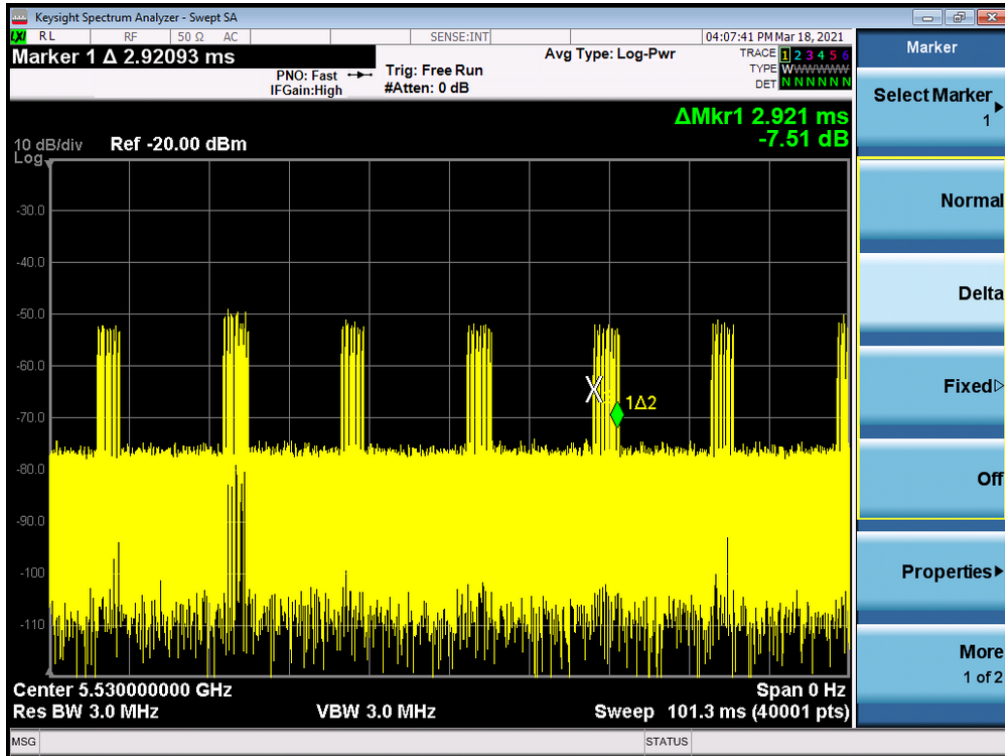 Keysight Spectrum Analyzer - Swept SA
LXI RL RF 50 Ω AC SENSE:INT 04:07:41 PM Mar 18, 2021
Marker 1 Δ 2.92093 ms
PNO: Fast
IFGain:High
Trig: Free Run
#Atten: 0 dB
Avg Type: Log-Pwr
TRACE 1 2 3 4 5 6
TYPE WWWWWW
DET N N N N N N
ΔMkr1 2.921 ms
-7.51 dB
10 dB/div Ref -20.00 dBm
Log
-30.0
-40.0
-50.0
-60.0
X
1Δ2
-70.0
-80.0
-90.0
-100
-110
Center 5.530000000 GHz Span 0 Hz
Res BW 3.0 MHz VBW 3.0 MHz Sweep 101.3 ms (40001 pts)
MSG STATUS
Marker
Select Marker
1
Normal
Delta
Fixed
Off
Properties
More
1 of 2